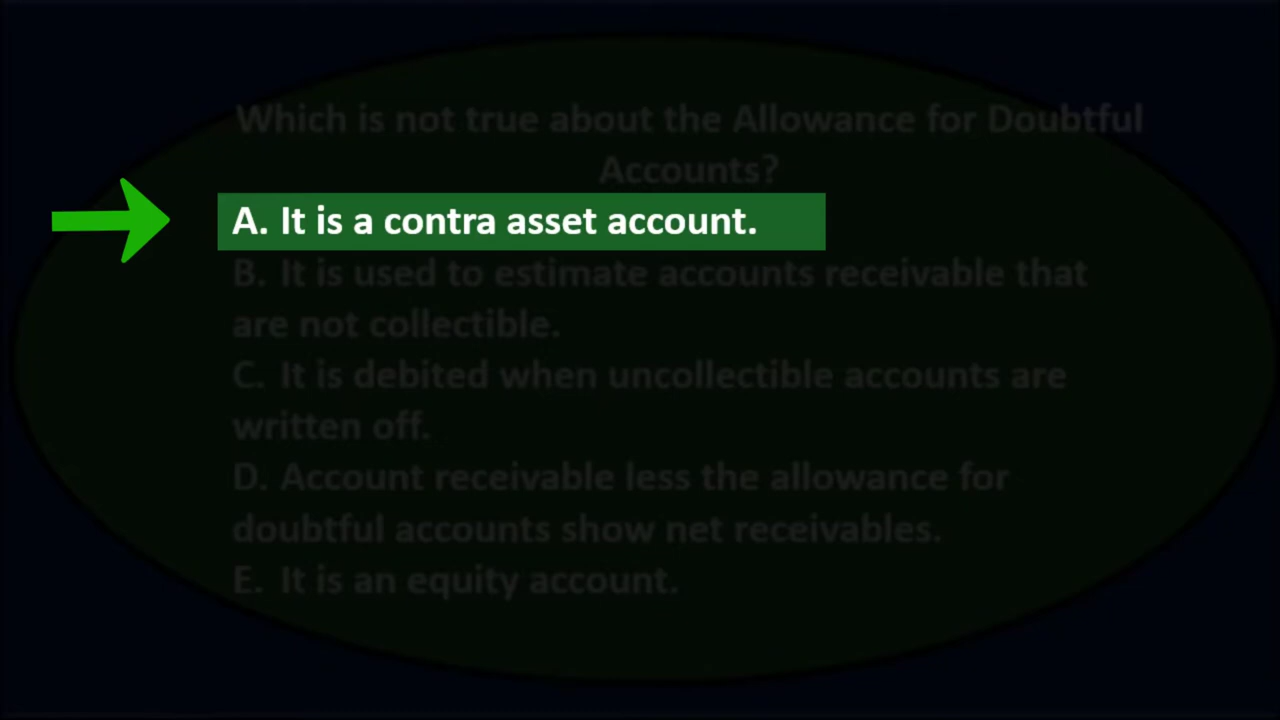 Which is not true about the Allowance for Doubtful
Accounts?
A. It is a contra asset account.
B. It is used to estimate accounts receivable that
are not collectible.
C. It is debited when uncollectible accounts are
written off.
D. Account receivable less the allowance for
doubtful accounts show net receivables.
E. It is an equity account.